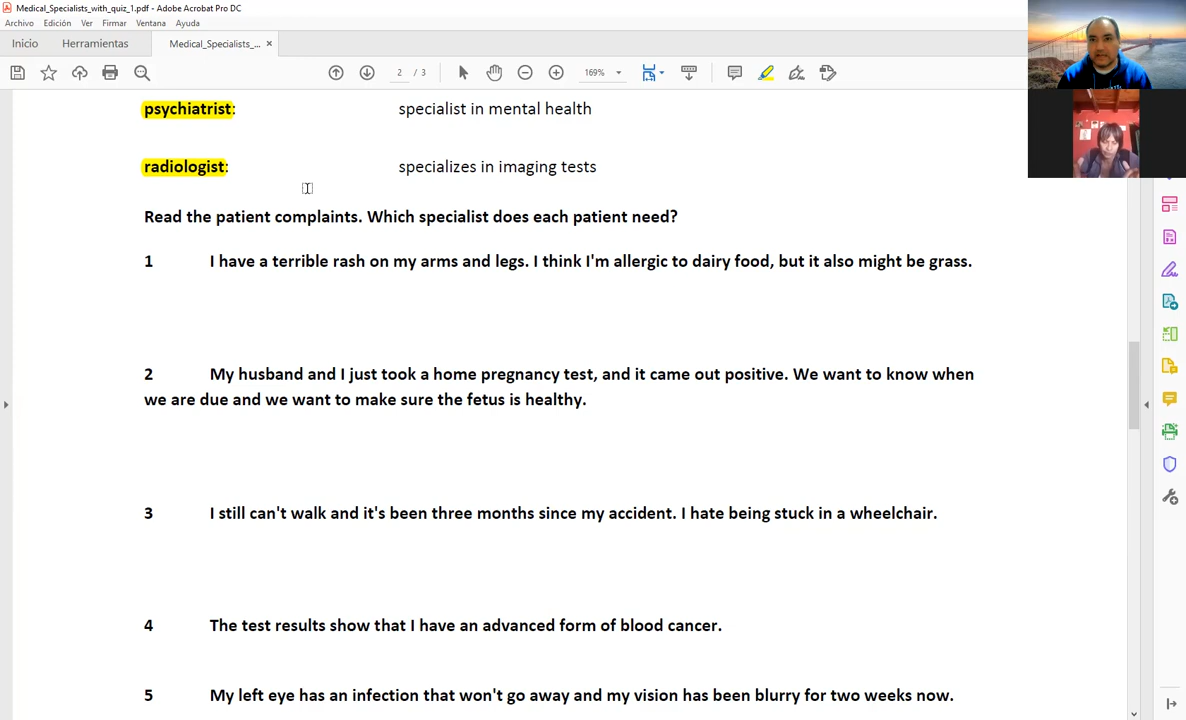 Medical_Specialists_with_quiz_1.pdf - Adobe Acrobat Pro DC
Archivo Edición Ver Firmar Ventana Ayuda
Inicio Herramientas Medical_Specialists_... ×
2 / 3 169%
psychiatrist: specialist in mental health
radiologist: specializes in imaging tests
Read the patient complaints. Which specialist does each patient need?
1 I have a terrible rash on my arms and legs. I think I'm allergic to dairy food, but it also might be grass.
2 My husband and I just took a home pregnancy test, and it came out positive. We want to know when
we are due and we want to make sure the fetus is healthy.
3 I still can't walk and it's been three months since my accident. I hate being stuck in a wheelchair.
4 The test results show that I have an advanced form of blood cancer.
5 My left eye has an infection that won't go away and my vision has been blurry for two weeks now.